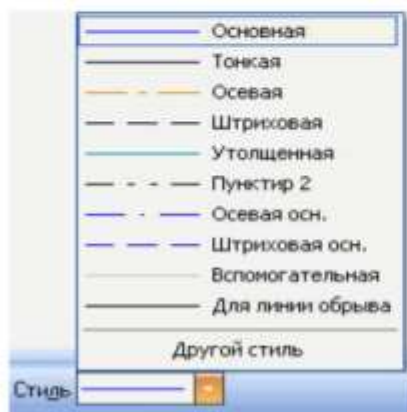 Основная
Тонкая
Осевая
Штриховая
Утолщенная
Пунктир 2
Осевая осн.
Штриховая осн.
Вспомогательная
Для линии обрыва
Другой стиль
Стиль